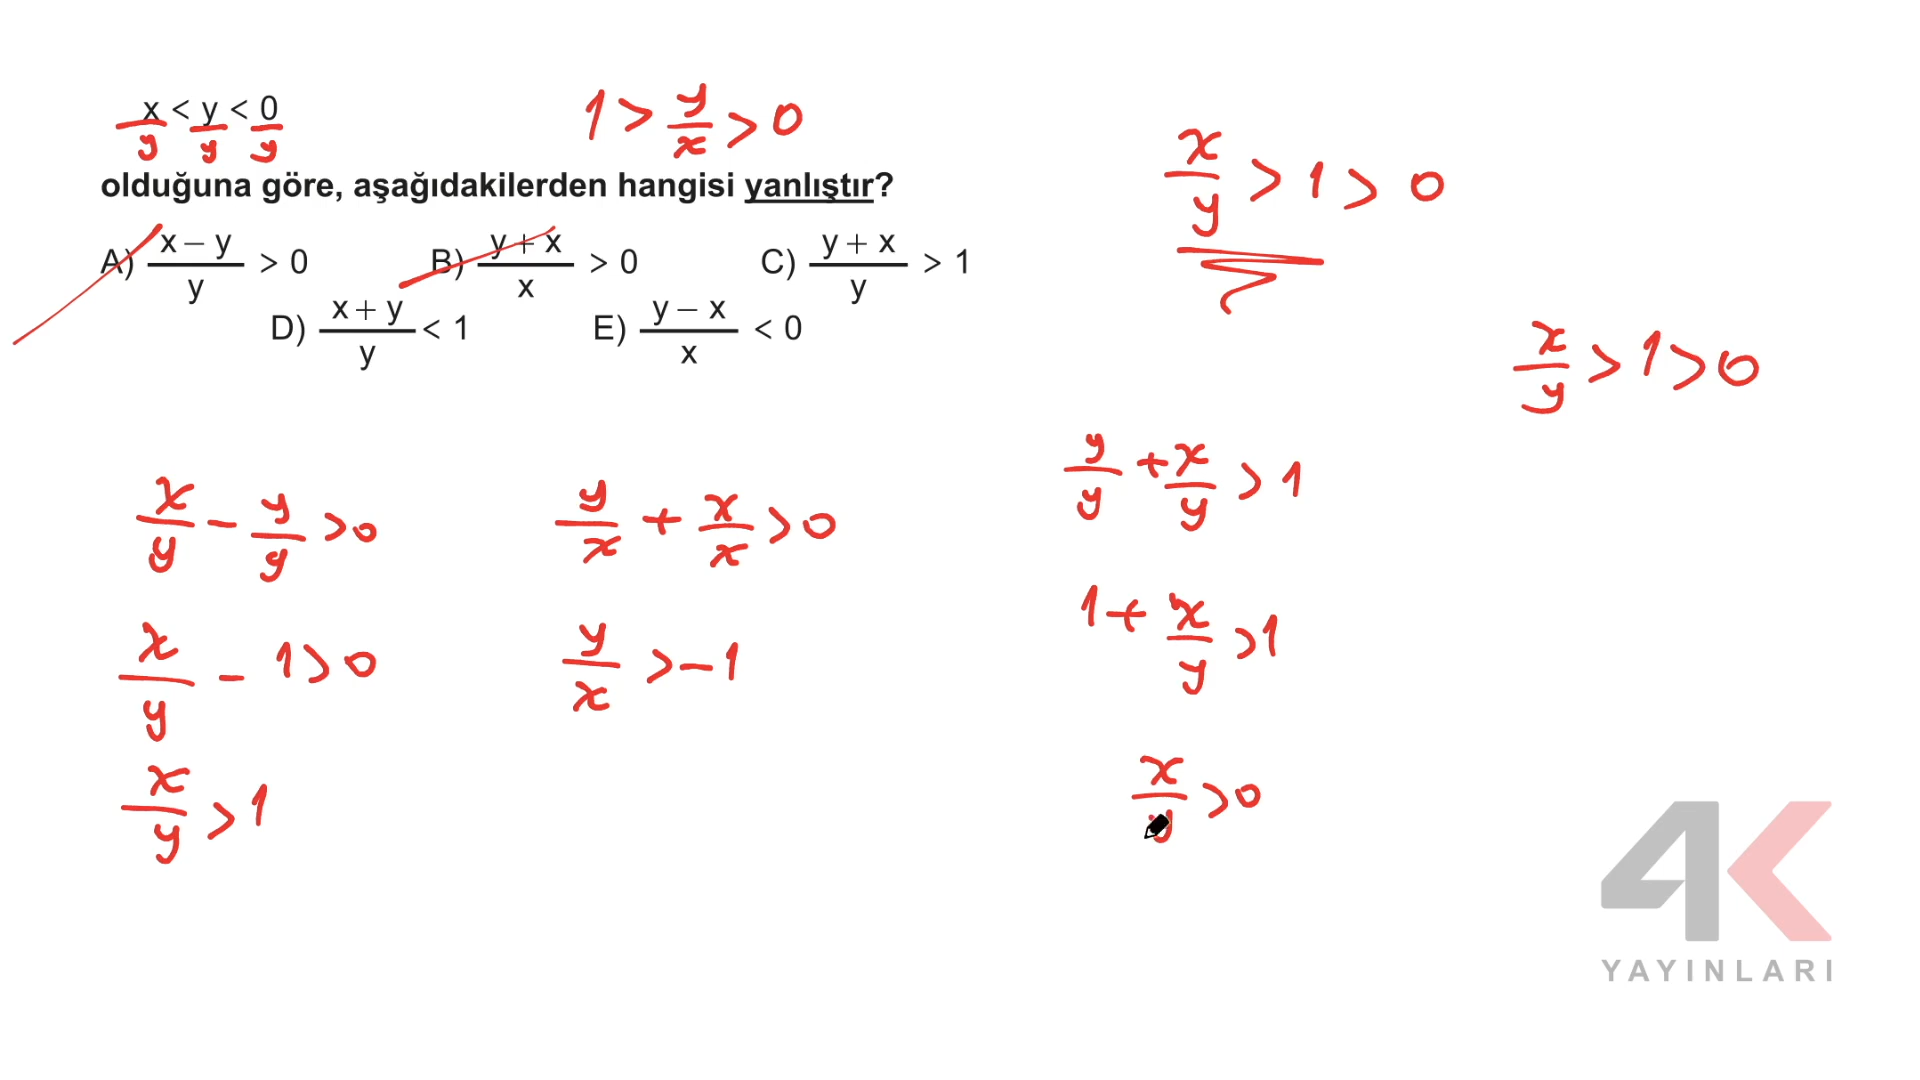 x < y < 0
y y y
1 > y/x > 0
x/y > 1 > 0
olduğuna göre, aşağıdakilerden hangisi yanlıştır?
A) (x – y)/y > 0 B) (y + x)/x > 0 C) (y + x)/y > 1
D) (x + y)/y < 1 E) (y – x)/x < 0
x/y > 1 > 0
x/y – y/y > 0 y/x + x/x > 0 y/y + x/y > 1
x/y – 1 > 0 y/x > – 1 1 + x/y > 1
x/y > 1 x/y > 0
4K
YAYINLARI